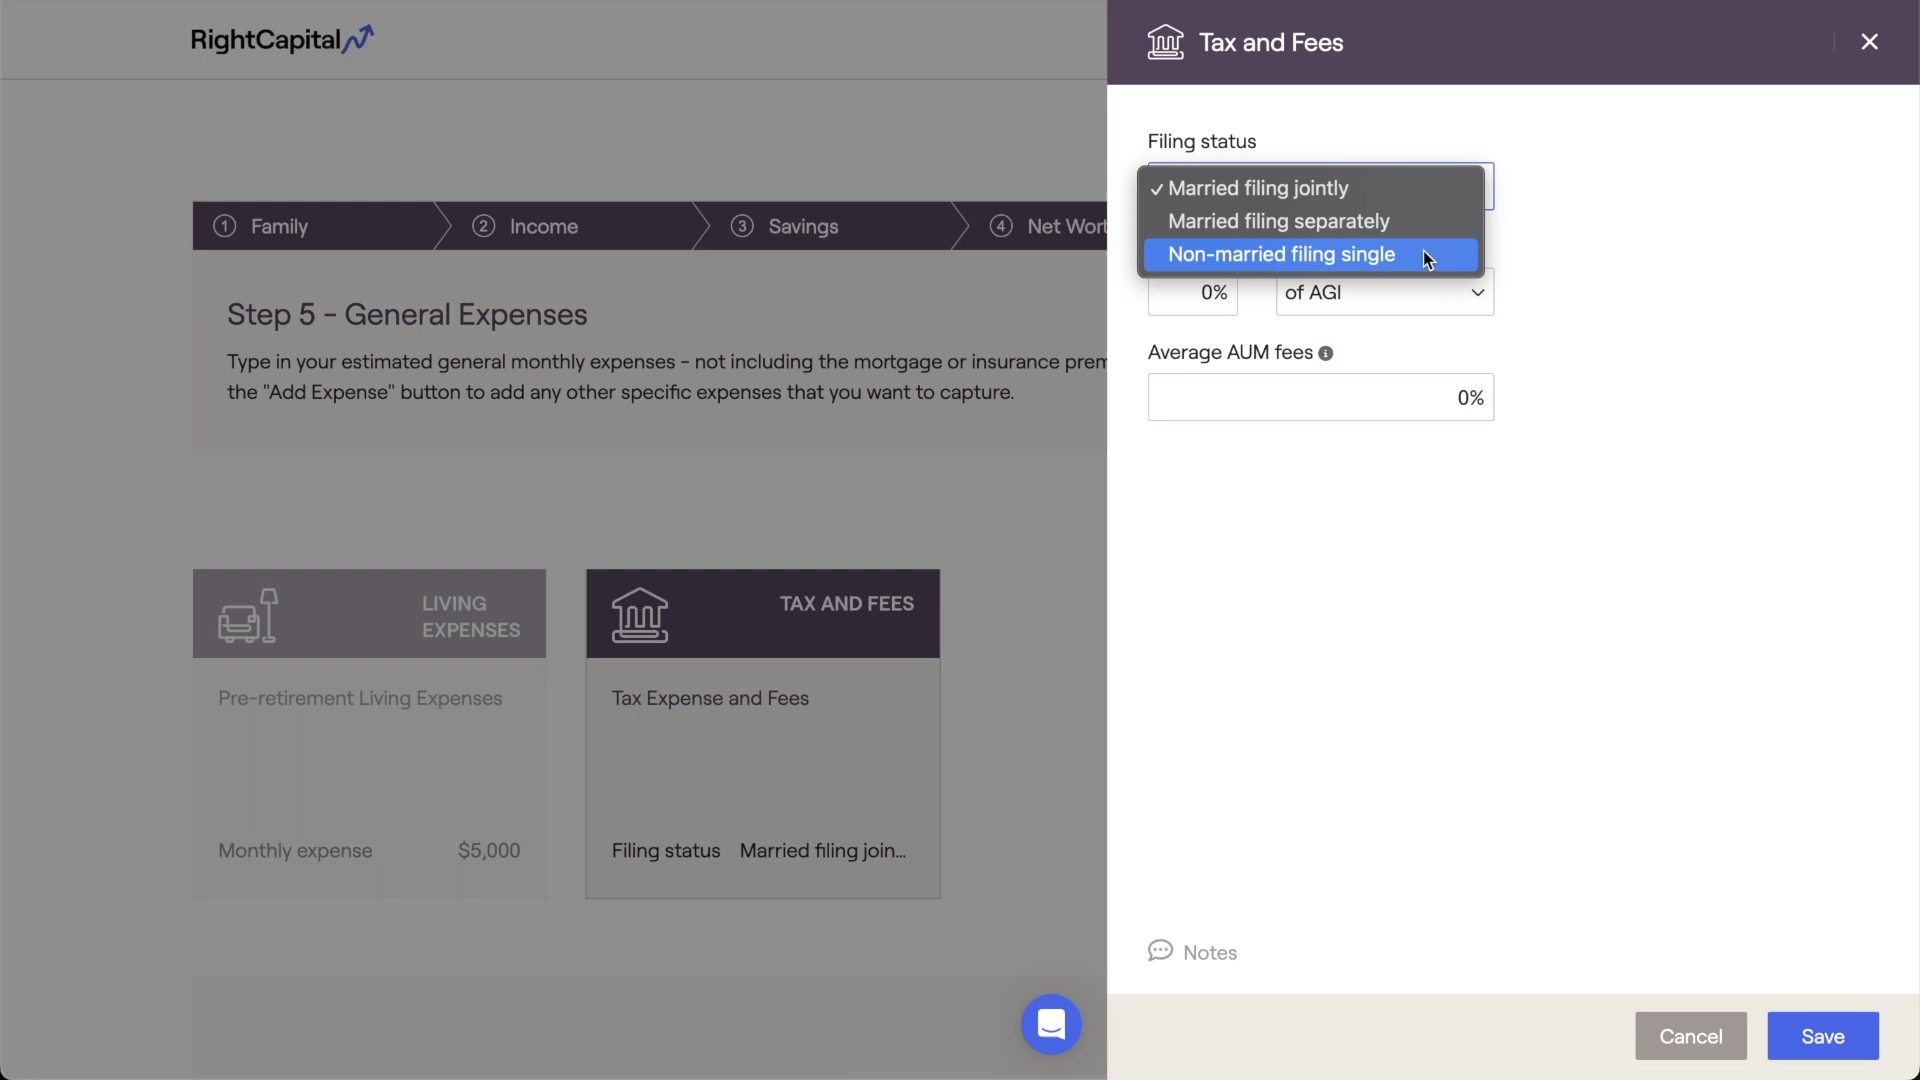 RightCapital
Tax and Fees
Filing status
✓ Married filing jointly
Married filing separately
Non-married filing single
0%
of AGI
Average AUM fees
0%
1 Family
2 Income
3 Savings
4 Net Wort
Step 5 - General Expenses
Type in your estimated general monthly expenses - not including the mortgage or insurance prem
the "Add Expense" button to add any other specific expenses that you want to capture.
LIVING
EXPENSES
Pre-retirement Living Expenses
Monthly expense $5,000
TAX AND FEES
Tax Expense and Fees
Filing status Married filing join...
Notes
Cancel
Save